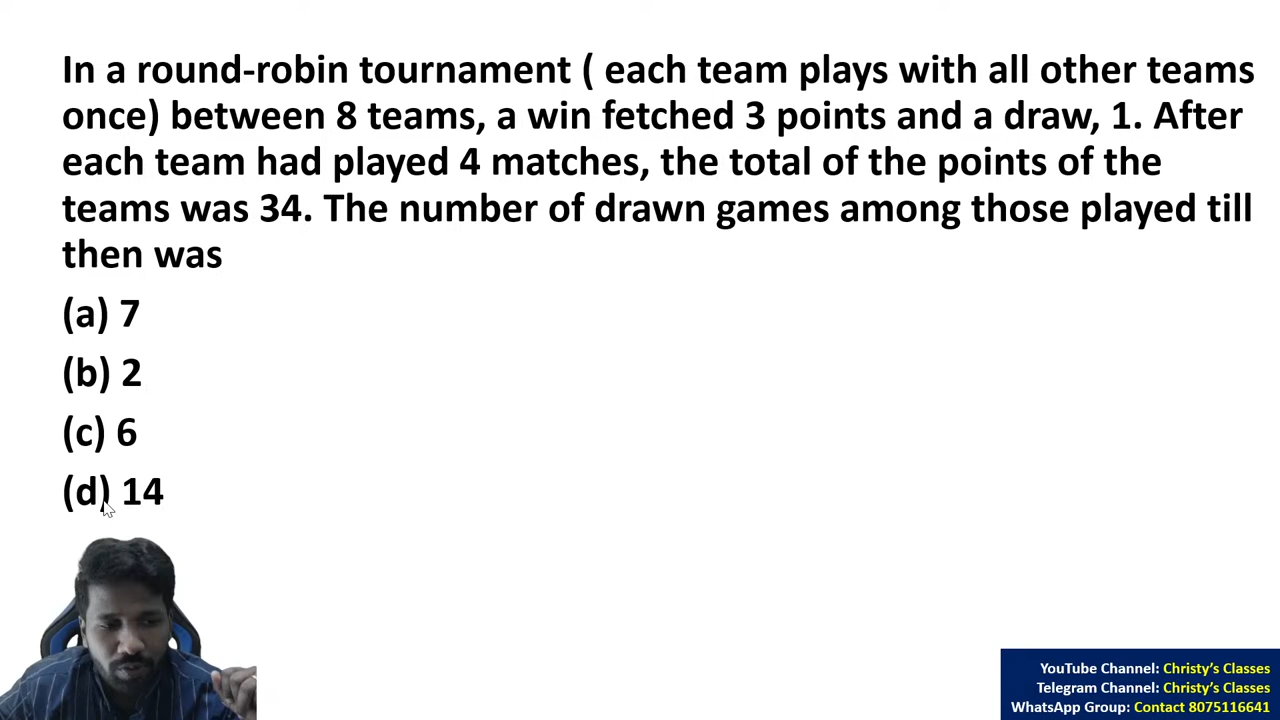 In a round-robin tournament ( each team plays with all other teams
once) between 8 teams, a win fetched 3 points and a draw, 1. After
each team had played 4 matches, the total of the points of the
teams was 34. The number of drawn games among those played till
then was
(a) 7
(b) 2
(c) 6
(d) 14
YouTube Channel: Christy's Classes
Telegram Channel: Christy's Classes
WhatsApp Group: Contact 8075116641